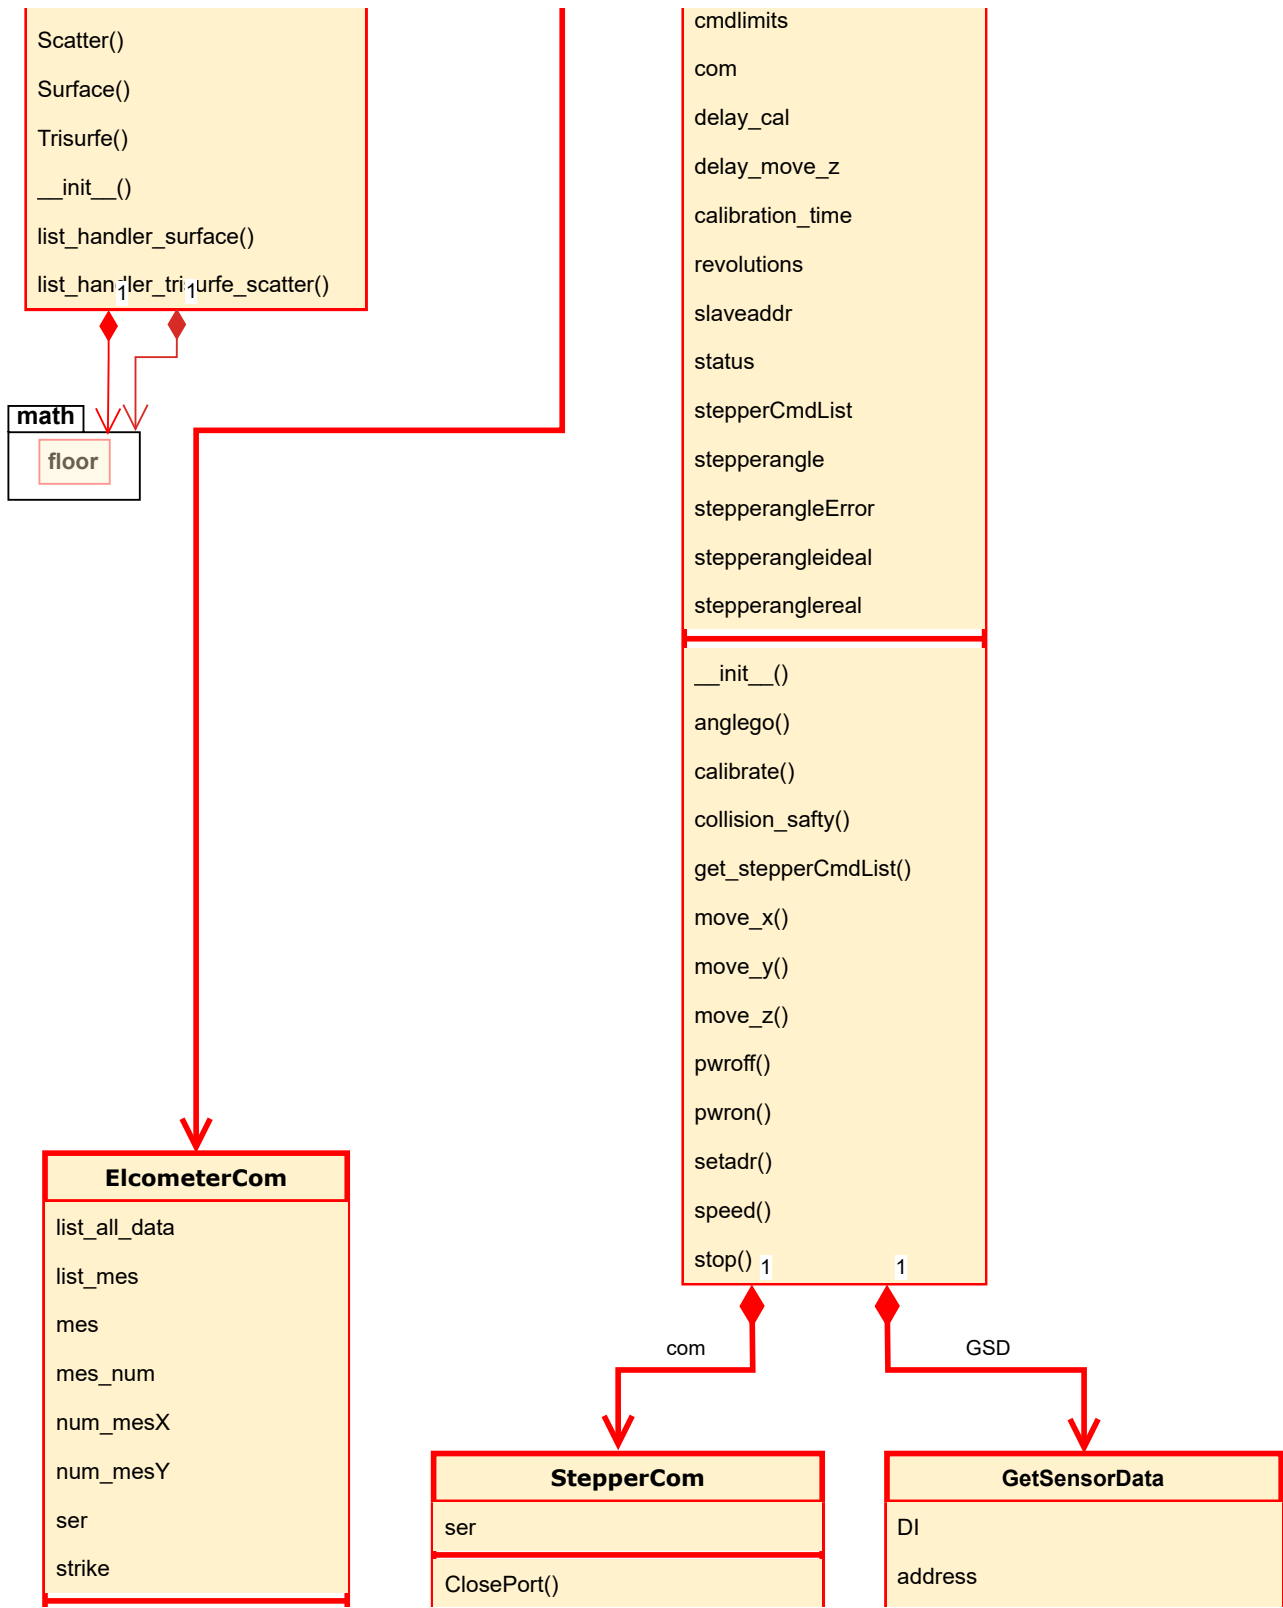 Scatter()
Surface()
Trisurfe()
__init__()
list_handler_surface()
list_handler_trisurfe_scatter()
1
1
math
floor
cmdlimits
com
delay_cal
delay_move_z
calibration_time
revolutions
slaveaddr
status
stepperCmdList
stepperangle
stepperangleError
stepperangleideal
stepperanglereal
__init__()
anglego()
calibrate()
collision_safty()
get_stepperCmdList()
move_x()
move_y()
move_z()
pwroff()
pwron()
setadr()
speed()
stop()
1
1
com
GSD
ElcometerCom
list_all_data
list_mes
mes
mes_num
num_mesX
num_mesY
ser
strike
StepperCom
ser
ClosePort()
GetSensorData
DI
address